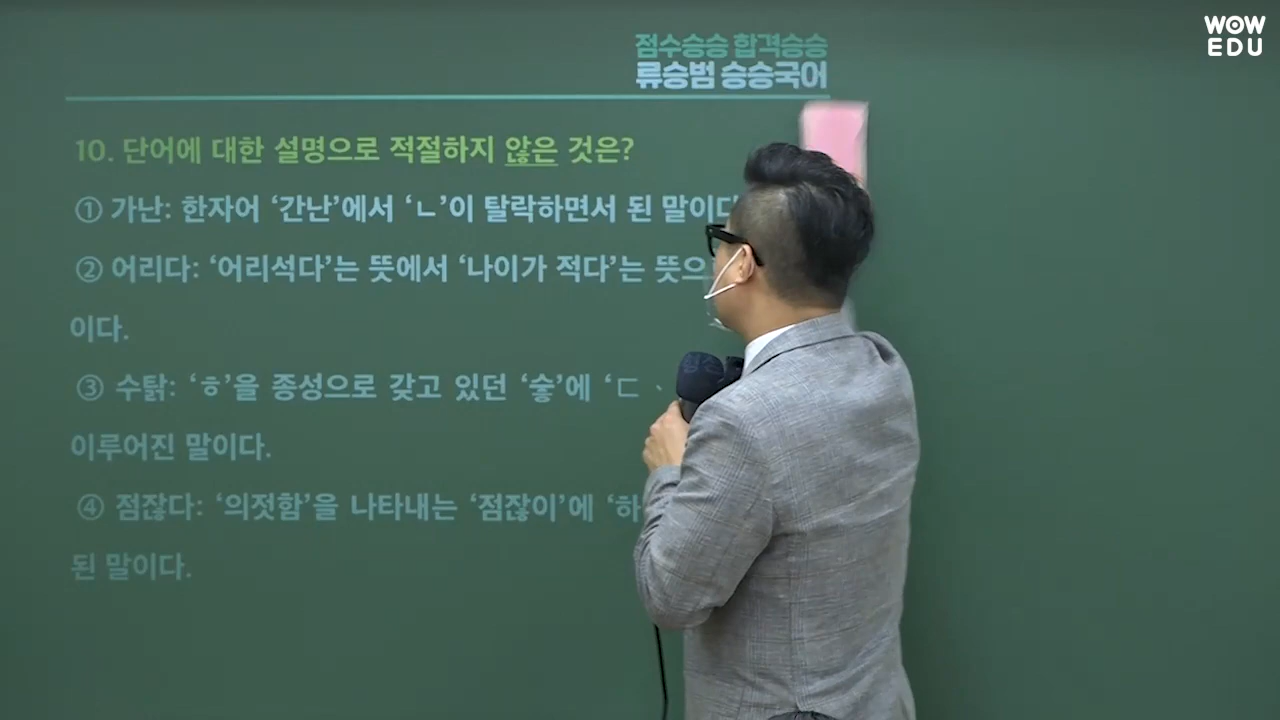 WOW
EDU
점수승승 합격승승
류승범 승승국어
10. 단어에 대한 설명으로 적절하지 않은 것은?
① 가난: 한자어 ‘간난’에서 ‘ㄴ’이 탈락하면서 된 말이다
② 어리다: ‘어리석다’는 뜻에서 ‘나이가 적다’는
이다.
③ 수탉: ‘ㅎ’을 종성으로 갖고 있던 ‘숳’에 ‘ㄷ
이루어진 말이다.
④ 점잖다: ‘의젓함’을 나타내는 ‘점잖이’에 ‘하
된 말이다.